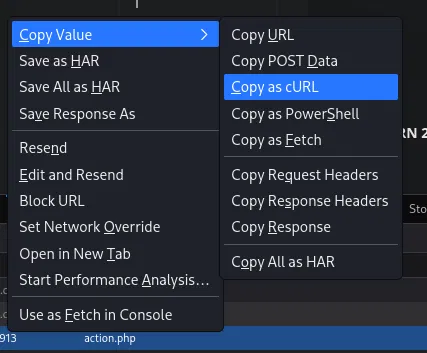 Copy Value
Save as HAR
Save All as HAR
Save Response As
Resend
Edit and Resend
Block URL
Set Network Override
Open in New Tab
Start Performance Analysis…
Use as Fetch in Console
Copy URL
Copy POST Data
Copy as cURL
Copy as PowerShell
Copy as Fetch
Copy Request Headers
Copy Response Headers
Copy Response
Copy All as HAR
RN 2
Sto
913 action.php